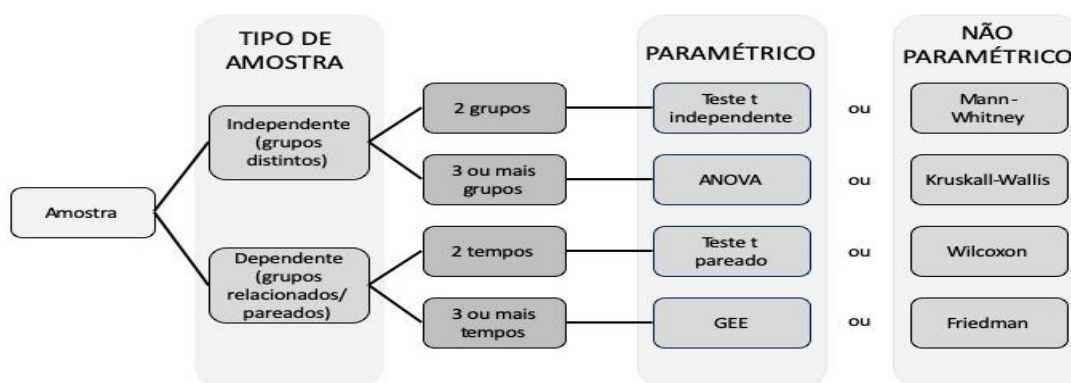 TIPO DE
AMOSTRA
PARAMÉTRICO
NÃO
PARAMÉTRICO
Amostra
Independente
(grupos
distintos)
2 grupos
Teste t
independente
ou
Mann-
Whitney
3 ou mais
grupos
ANOVA
ou
Kruskall-Wallis
Dependente
(grupos
relacionados/
pareados)
2 tempos
Teste t
pareado
ou
Wilcoxon
3 ou mais
tempos
GEE
ou
Friedman